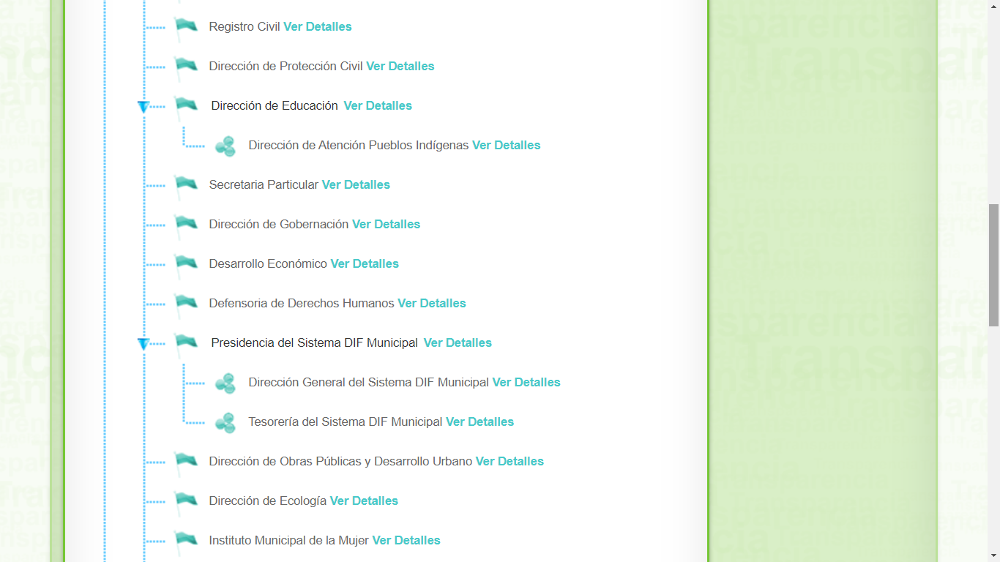 Registro Civil Ver Detalles
Dirección de Protección Civil Ver Detalles
Dirección de Educación Ver Detalles
Dirección de Atención Pueblos Indígenas Ver Detalles
Secretaria Particular Ver Detalles
Dirección de Gobernación Ver Detalles
Desarrollo Económico Ver Detalles
Defensoria de Derechos Humanos Ver Detalles
Presidencia del Sistema DIF Municipal Ver Detalles
Dirección General del Sistema DIF Municipal Ver Detalles
Tesorería del Sistema DIF Municipal Ver Detalles
Dirección de Obras Públicas y Desarrollo Urbano Ver Detalles
Dirección de Ecología Ver Detalles
Instituto Municipal de la Mujer Ver Detalles